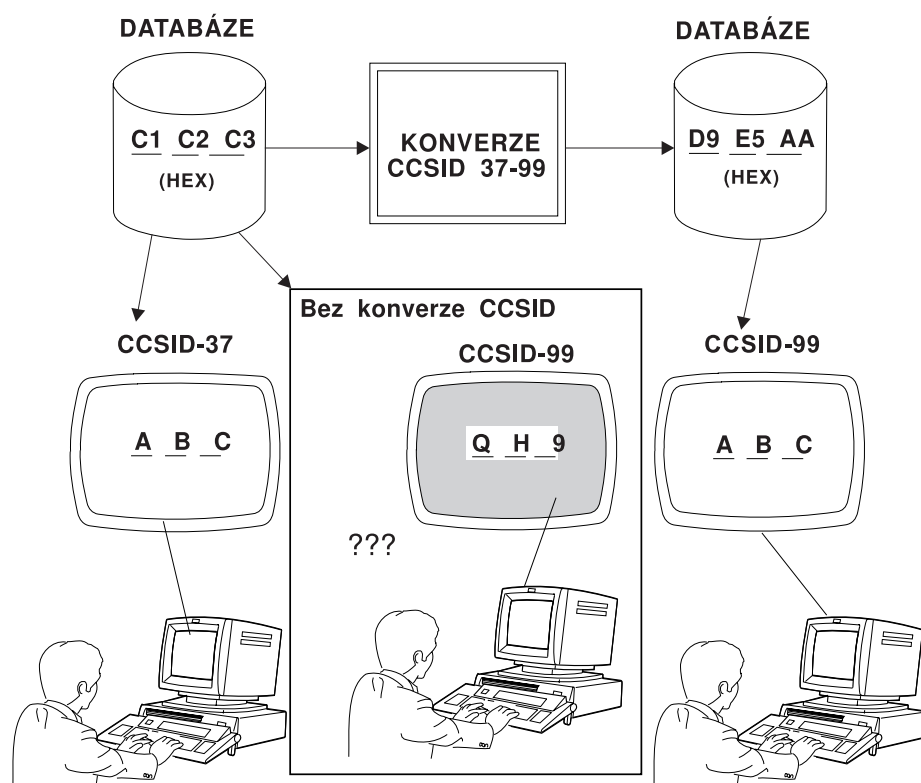 DATABÁZE
DATABÁZE
C1 C2 C3
(HEX)
KONVERZE
CCSID 37-99
D9 E5 AA
(HEX)
Bez konverze CCSID
CCSID-37
CCSID-99
CCSID-99
A B C
Q H 9
A B C
???